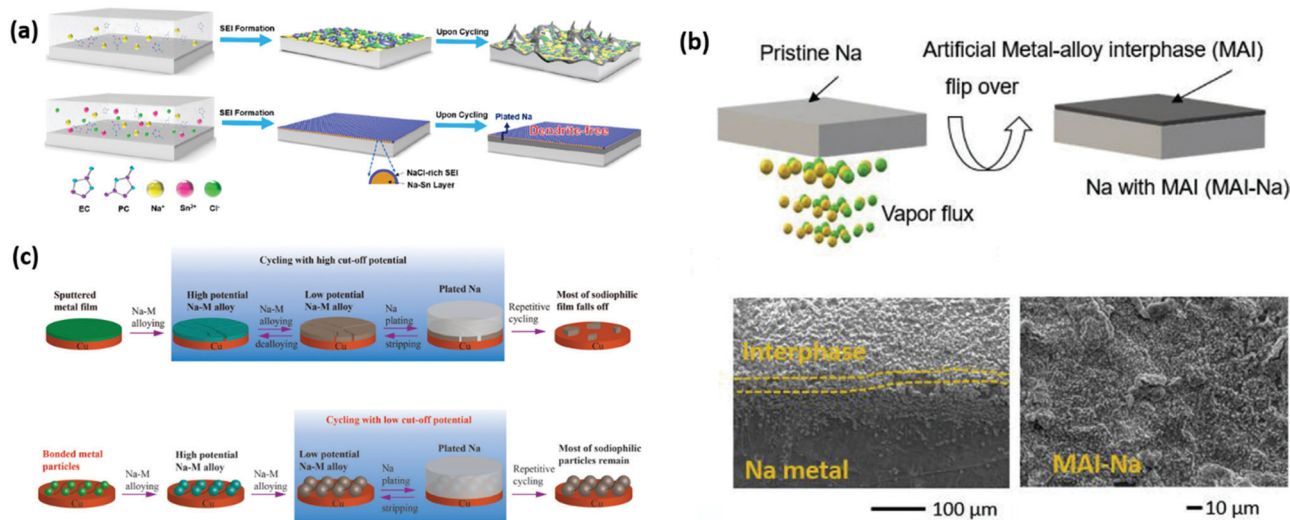 (a)
SEI Formation
Upon Cycling
SEI Formation
Upon Cycling
Plated Na
Dendrite-free
NaCl-rich SEI
Na-Sn Layer
EC
PC
Na⁺
Sn²⁺
Cl⁻
(b)
Pristine Na
Artificial Metal-alloy interphase (MAI)
flip over
Vapor flux
Na with MAI (MAI-Na)
Interphase
Na metal
100 µm
MAI-Na
10 µm
(c)
Cycling with high cut-off potential
Sputtered
metal film
Na-M
alloying
High potential
Na-M alloy
Na-M
alloying
dealloying
Low potential
Na-M alloy
Na
plating
stripping
Plated Na
Repetitive
cycling
Most of sodiophilic
film falls off
Cu
Cu
Cu
Cu
Cu
Cycling with low cut-off potential
Bonded metal
particles
Na-M
alloying
High potential
Na-M alloy
Na-M
alloying
Low potential
Na-M alloy
Na
plating
stripping
Plated Na
Repetitive
cycling
Most of sodiophilic
particles remain
Cu
Cu
Cu
Cu
Cu